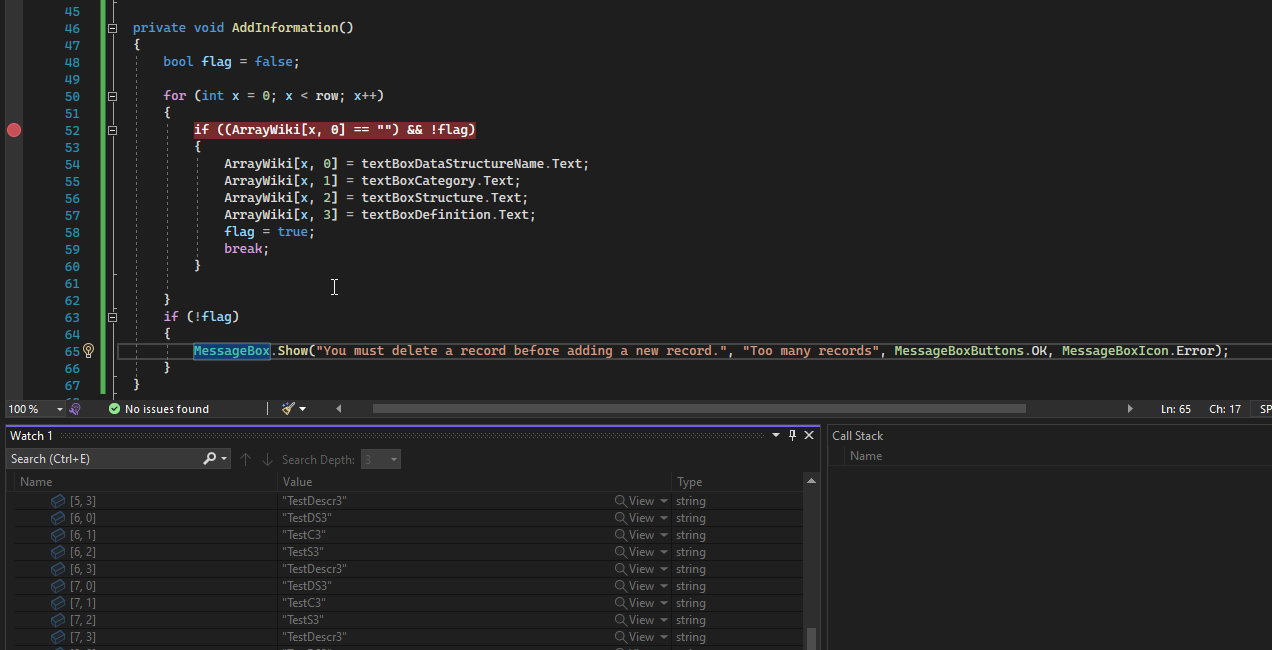 45
46 private void AddInformation()
47 {
48 bool flag = false;
49
50 for (int x = 0; x < row; x++)
51 {
52 if ((ArrayWiki[x, 0] == "") && !flag)
53 {
54 ArrayWiki[x, 0] = textBoxDataStructureName.Text;
55 ArrayWiki[x, 1] = textBoxCategory.Text;
56 ArrayWiki[x, 2] = textBoxStructure.Text;
57 ArrayWiki[x, 3] = textBoxDefinition.Text;
58 flag = true;
59 break;
60 }
61
62 }
63 if (!flag)
64 {
65 MessageBox.Show("You must delete a record before adding a new record.", "Too many records", MessageBoxButtons.OK, MessageBoxIcon.Error);
66 }
67 }
100 % No issues found Ln: 65 Ch: 17 SP
Watch 1
Search (Ctrl+E) Search Depth: 3
Name Value Type
[5, 3] "TestDescr3" View string
[6, 0] "TestDS3" View string
[6, 1] "TestC3" View string
[6, 2] "TestS3" View string
[6, 3] "TestDescr3" View string
[7, 0] "TestDS3" View string
[7, 1] "TestC3" View string
[7, 2] "TestS3" View string
[7, 3] "TestDescr3" View string
Call Stack
Name